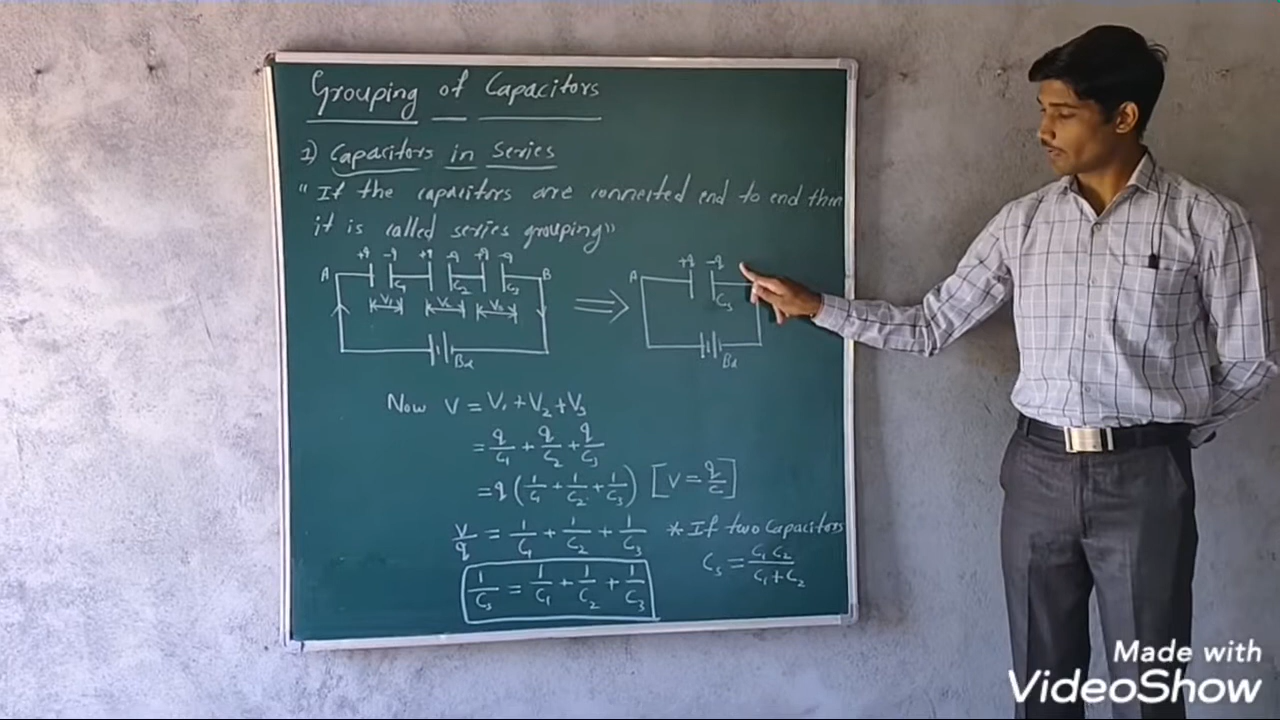 Grouping of Capacitors
1) Capacitors in Series
"If the capacitors are connected end to end then
it is called series grouping"
+q -q +q -q +q -q
A C₁ C₂ C₃ B
V₁ V₂ V₃
Ba
+q -q
A
Cs
Ba
Now V = V₁ + V₂ + V₃
= q/C₁ + q/C₂ + q/C₃
= q (1/C₁ + 1/C₂ + 1/C₃) [V = q/C]
V/q = 1/C₁ + 1/C₂ + 1/C₃
1/Cs = 1/C₁ + 1/C₂ + 1/C₃
* If two Capacitors
Cs = C₁ C₂/C₁ + C₂
Made with
VideoShow